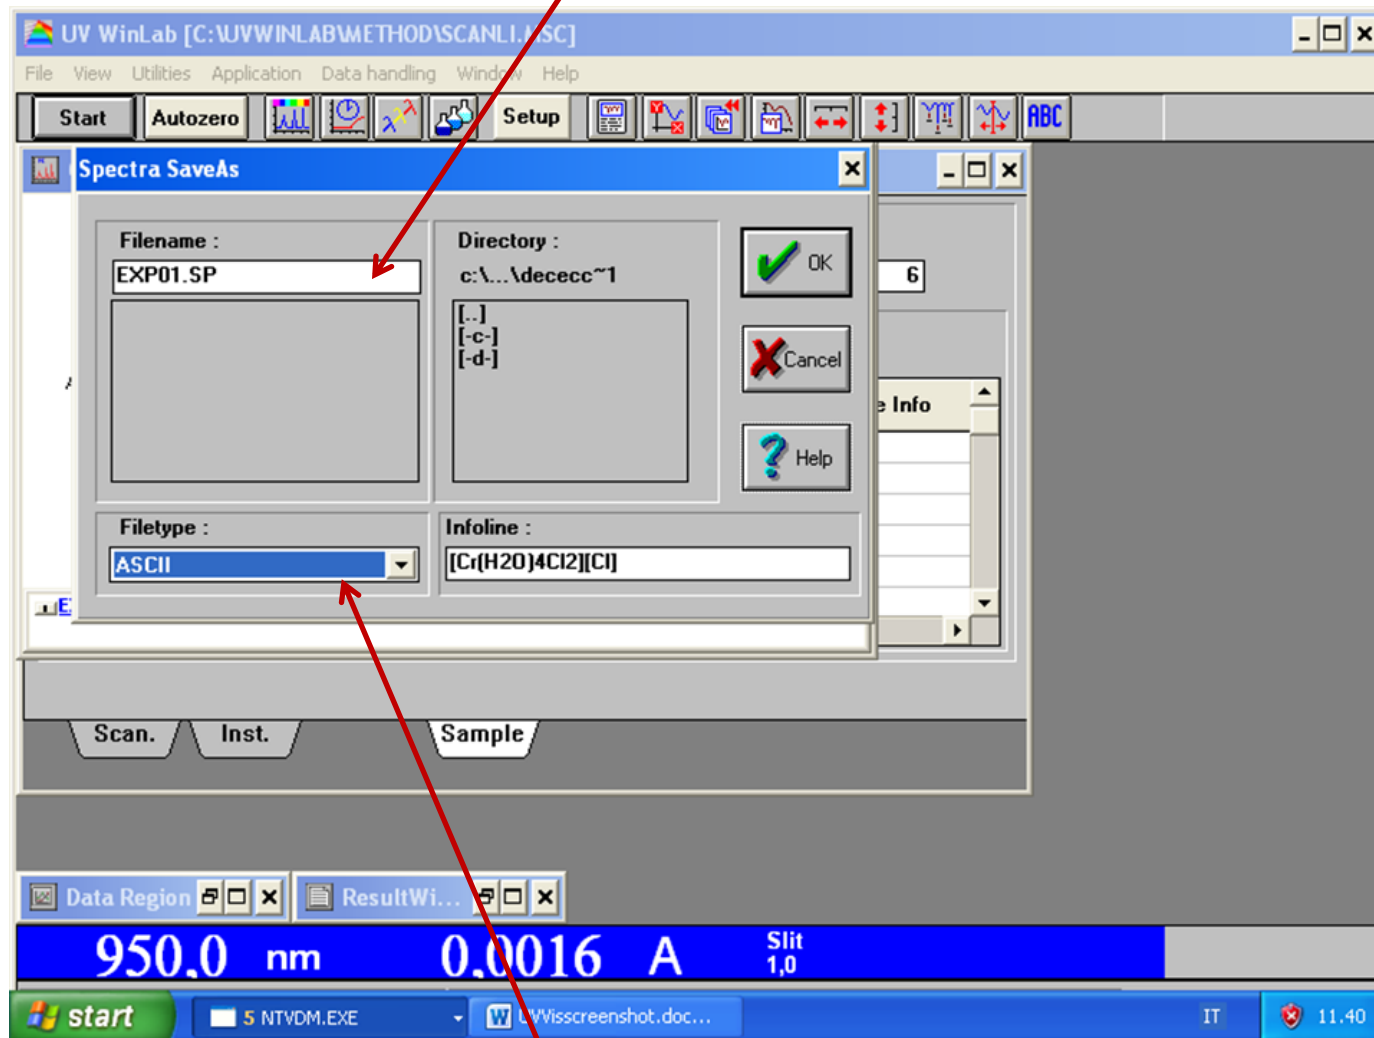 UV WinLab [C:\UVWINLAB\METHOD\SCANLI.MSC]
File View Utilities Application Data handling Window Help
Start Autozero Setup ABC
Spectra SaveAs
Filename :
EXP01.SP
Directory :
c:\...\dececc~1
[..]
[-c-]
[-d-]
OK
Cancel
Help
6
e Info
Filetype :
ASCII
Infoline :
[Cr(H2O)4Cl2][Cl]
Scan. Inst. Sample
Data Region ResultWi...
950,0 nm 0,0016 A
Slit
1,0
start 5 NTVDM.EXE UVVisscreenshot.doc... IT 11.40